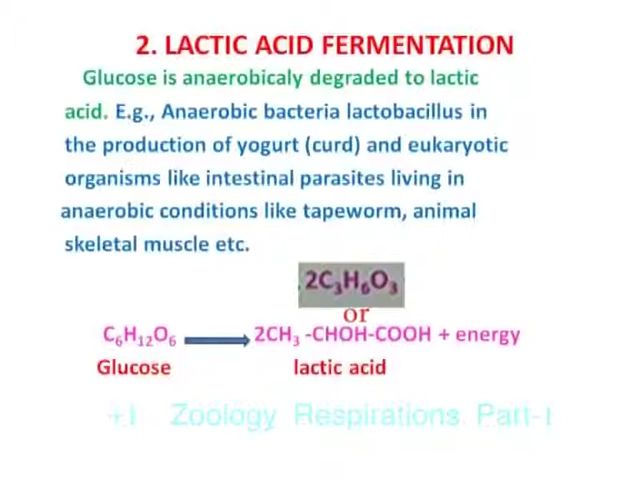 2. LACTIC ACID FERMENTATION
Glucose is anaerobicaly degraded to lactic
acid. E.g., Anaerobic bacteria lactobacillus in
the production of yogurt (curd) and eukaryotic
organisms like intestinal parasites living in
anaerobic conditions like tapeworm, animal
skeletal muscle etc.
2C₃H₆O₃
or
C₆H₁₂O₆ → 2CH₃ -CHOH-COOH + energy
Glucose lactic acid
+1 Zoology Respirations Part-1